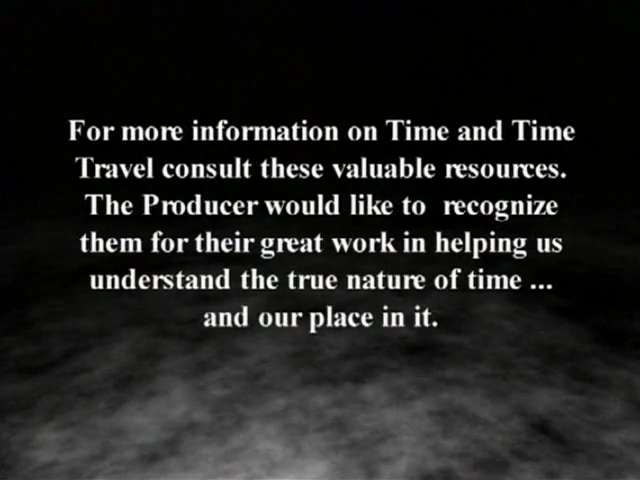 For more information on Time and Time
Travel consult these valuable resources.
The Producer would like to  recognize
them for their great work in helping us
understand the true nature of time ...
and our place in it.